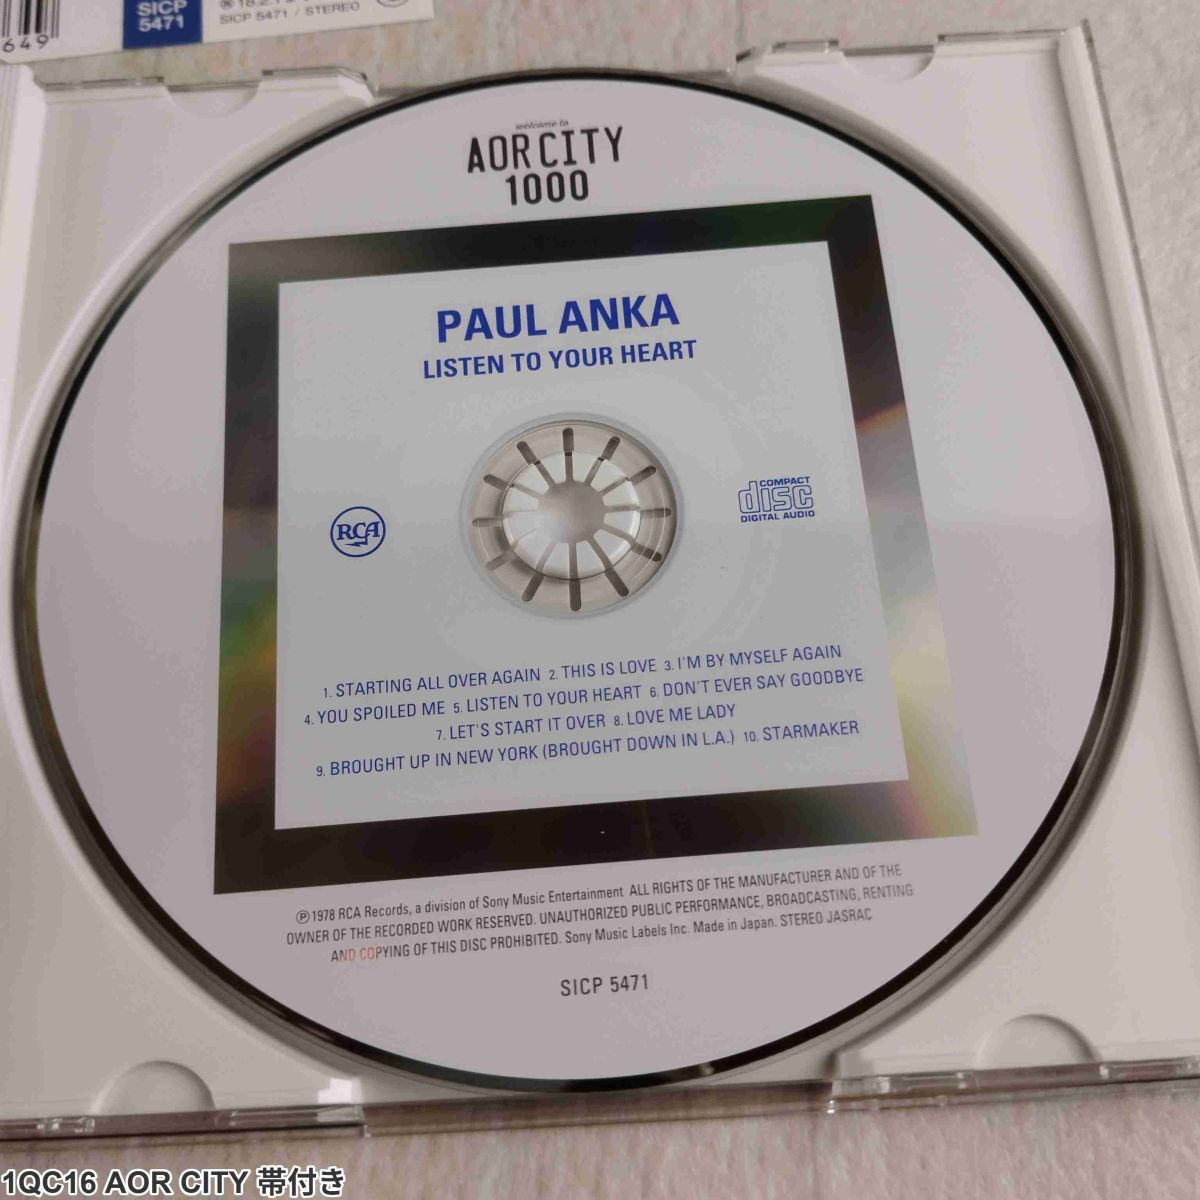 649
SICP
5471
SICP 5471 / STEREO
welcome to
AOR CITY
1000
PAUL ANKA
LISTEN TO YOUR HEART
RCA
COMPACT
disc
DIGITAL AUDIO
1. STARTING ALL OVER AGAIN 2. THIS IS LOVE 3. I'M BY MYSELF AGAIN
4. YOU SPOILED ME 5. LISTEN TO YOUR HEART 6. DON'T EVER SAY GOODBYE
7. LET'S START IT OVER 8. LOVE ME LADY
9. BROUGHT UP IN NEW YORK (BROUGHT DOWN IN L.A.) 10. STARMAKER
℗1978 RCA Records, a division of Sony Music Entertainment ALL RIGHTS OF THE MANUFACTURER AND OF THE
OWNER OF THE RECORDED WORK RESERVED. UNAUTHORIZED PUBLIC PERFORMANCE, BROADCASTING, RENTING
AND COPYING OF THIS DISC PROHIBITED. Sony Music Labels Inc. Made in Japan. STEREO JASRAC
SICP 5471
1QC16 AOR CITY 帯付き